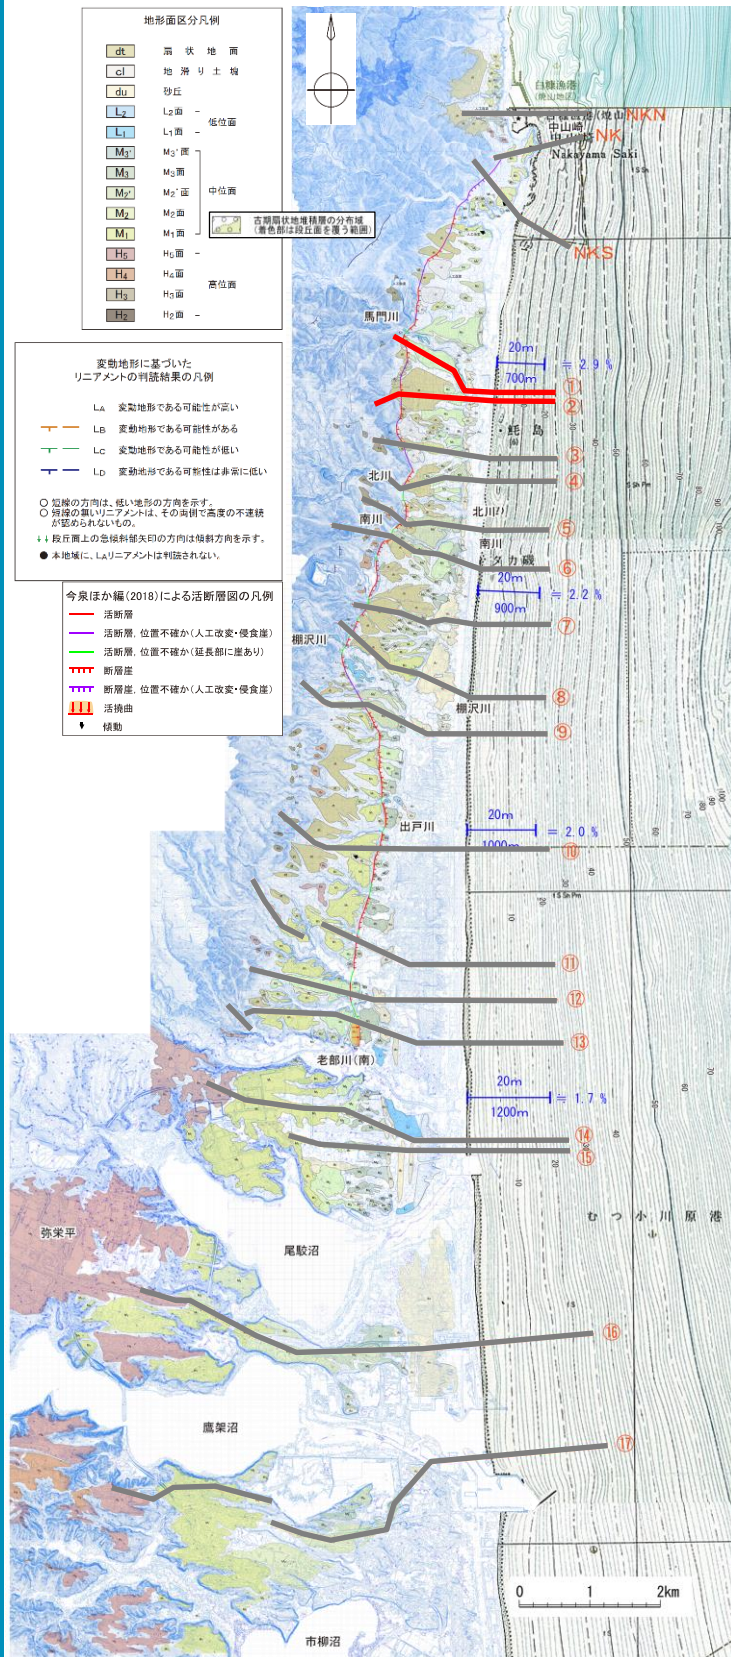 地形面区分凡例
dt 扇状地面
cl 地滑り土塊
du 砂丘
L₂ L₂面
L₁ L₁面
低位面
M₃' M₃'面
M₃ M₃面
M₂' M₂'面
M₂ M₂面
M₁ M₁面
中位面
H₅ H₅面
H₄ H₄面
H₃ H₃面
H₂ H₂面
高位面
古期扇状地堆積層の分布域
(着色部は段丘面を覆う範囲)
変動地形に基づいた
リニアメントの判読結果の凡例
LA 変動地形である可能性が高い
LB 変動地形である可能性がある
LC 変動地形である可能性が低い
LD 変動地形である可能性は非常に低い
○ 短線の方向は、低い地形の方向を示す。
○ 短線の無いリニアメントは、その両側で高度の不連続
が認められないもの。
↓↓ 段丘面上の急傾斜部矢印の方向は傾斜方向を示す。
● 本地域に、LAリニアメントは判読されない。
今泉ほか編(2018)による活断層図の凡例
活断層
活断層, 位置不確か(人工改変・侵食崖)
活断層, 位置不確か(延長部に崖あり)
断層崖
断層崖, 位置不確か(人工改変・侵食崖)
活撓曲
傾動
白糠漁港
(焼山地区)
NKN
中山崎
NK
Nakayama Saki
NKS
馬門川
20m
700m
≒ 2.9 %
①
②
③
④
北川
北川
⑤
南川
南川
タカ磯
⑥
20m
900m
≒ 2.2 %
⑦
棚沢川
⑧
棚沢川
⑨
出戸川
20m
1000m
≒ 2.0 %
⑩
⑪
⑫
⑬
老部川(南)
20m
1200m
≒ 1.7 %
⑭
⑮
むつ小川原港
弥栄平
尾駮沼
⑯
鷹架沼
⑰
0 1 2km
市柳沼